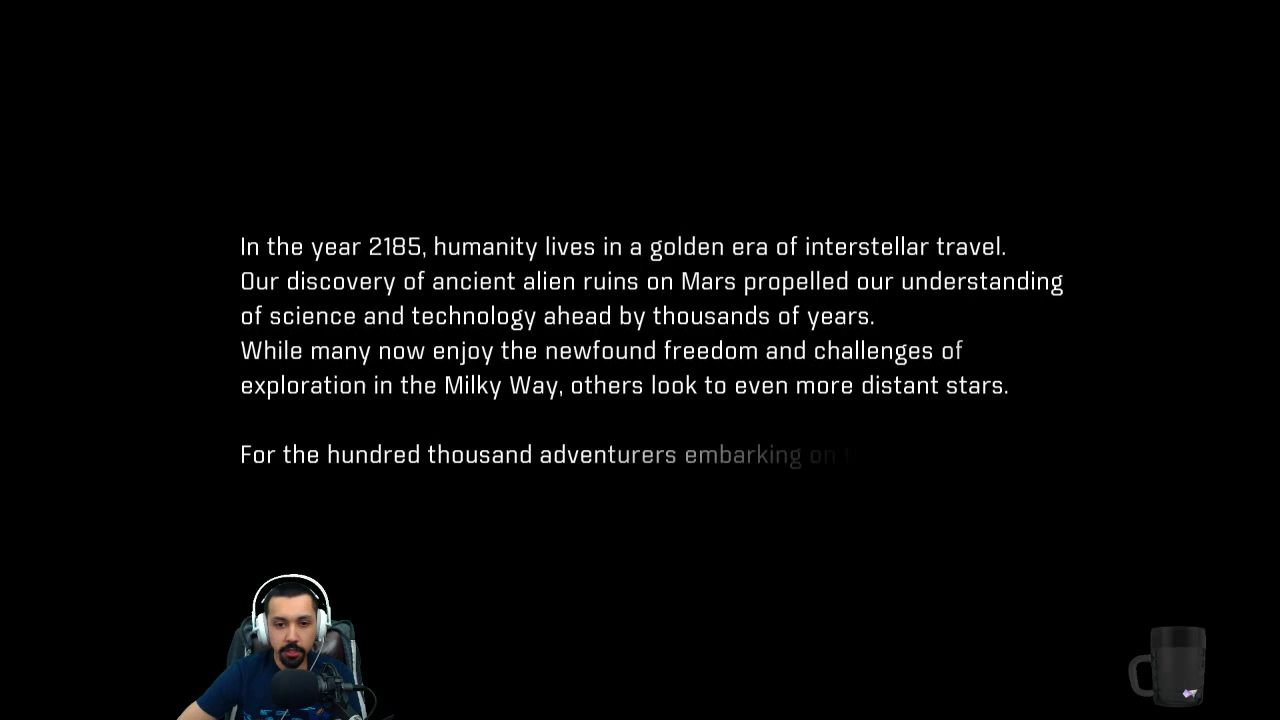 In the year 2185, humanity lives in a golden era of interstellar travel.
Our discovery of ancient alien ruins on Mars propelled our understanding
of science and technology ahead by thousands of years.
While many now enjoy the newfound freedom and challenges of
exploration in the Milky Way, others look to even more distant stars.
For the hundred thousand adventurers embarking on